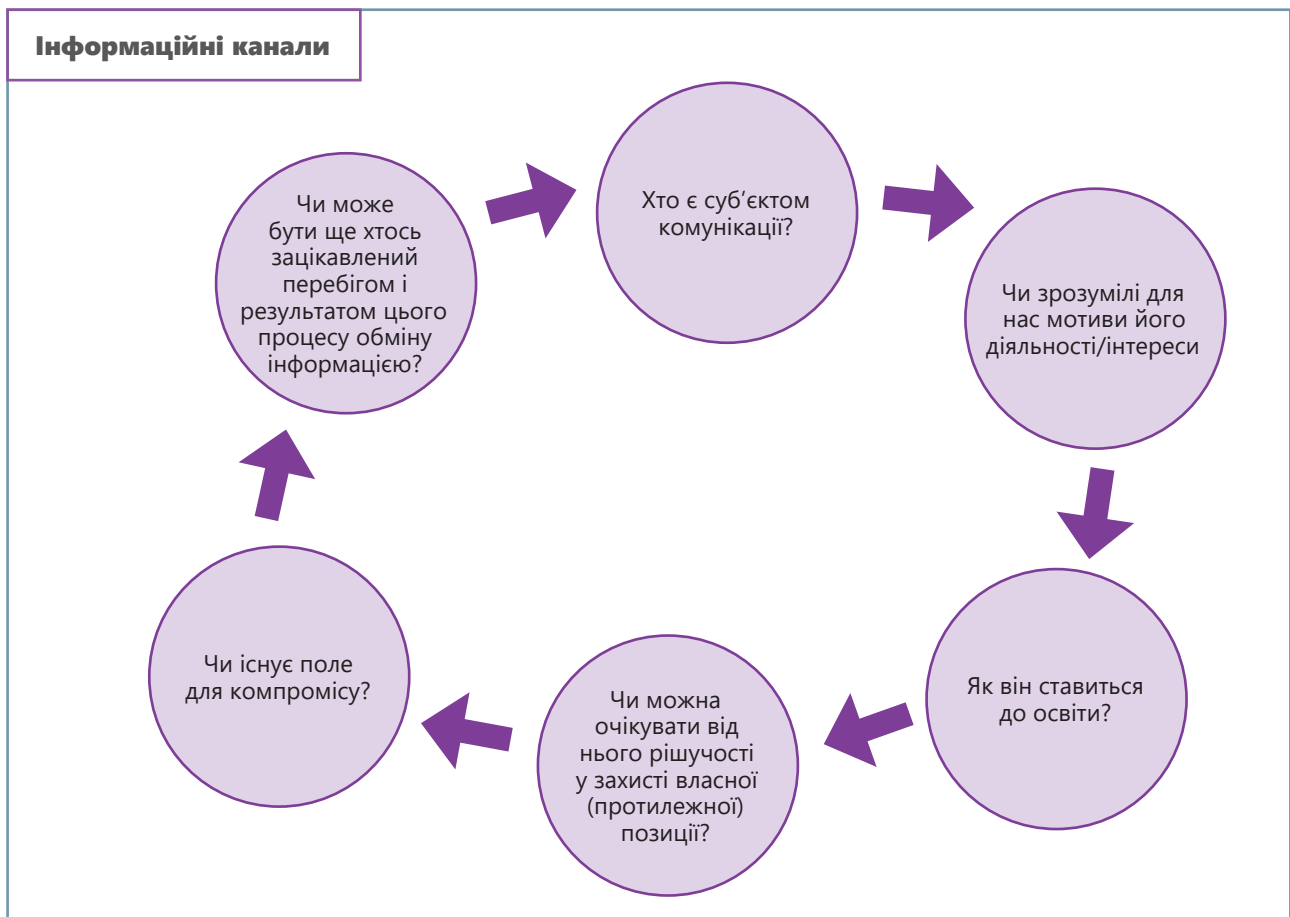 Інформаційні канали
Хто є суб‘єктом
комунікації?
Чи зрозумілі для
нас мотиви його
діяльності/інтереси
Як він ставиться
до освіти?
Чи можна
очікувати від
нього рішучості
у захисті власної
(протилежної)
позиції?
Чи існує поле
для компромісу?
Чи може
бути ще хтось
зацікавлений
перебігом і
результатом цього
процесу обміну
інформацією?